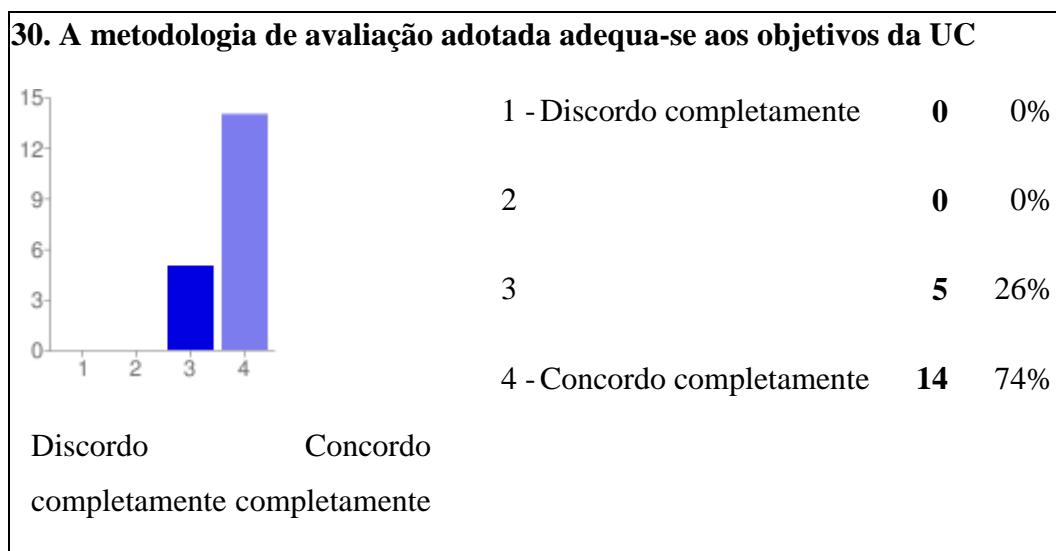 30. A metodologia de avaliação adotada adequa-se aos objetivos da UC
15
12
9
6
3
0
1 2 3 4
Discordo Concordo
completamente completamente
1 - Discordo completamente 0 0%
2 0 0%
3 5 26%
4 - Concordo completamente 14 74%